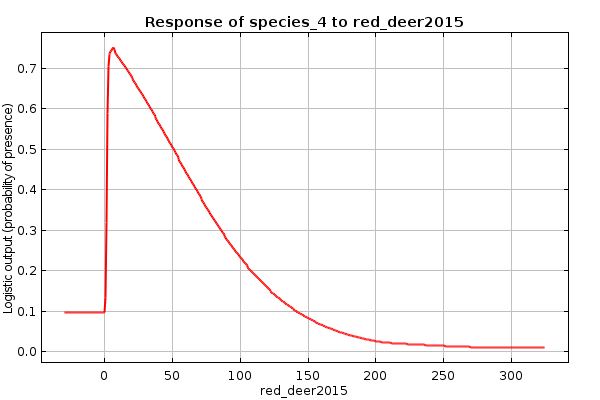 Response of species_4 to red_deer2015
Logistic output (probability of presence)
0.7
0.6
0.5
0.4
0.3
0.2
0.1
0.0
0 50 100 150 200 250 300
red_deer2015